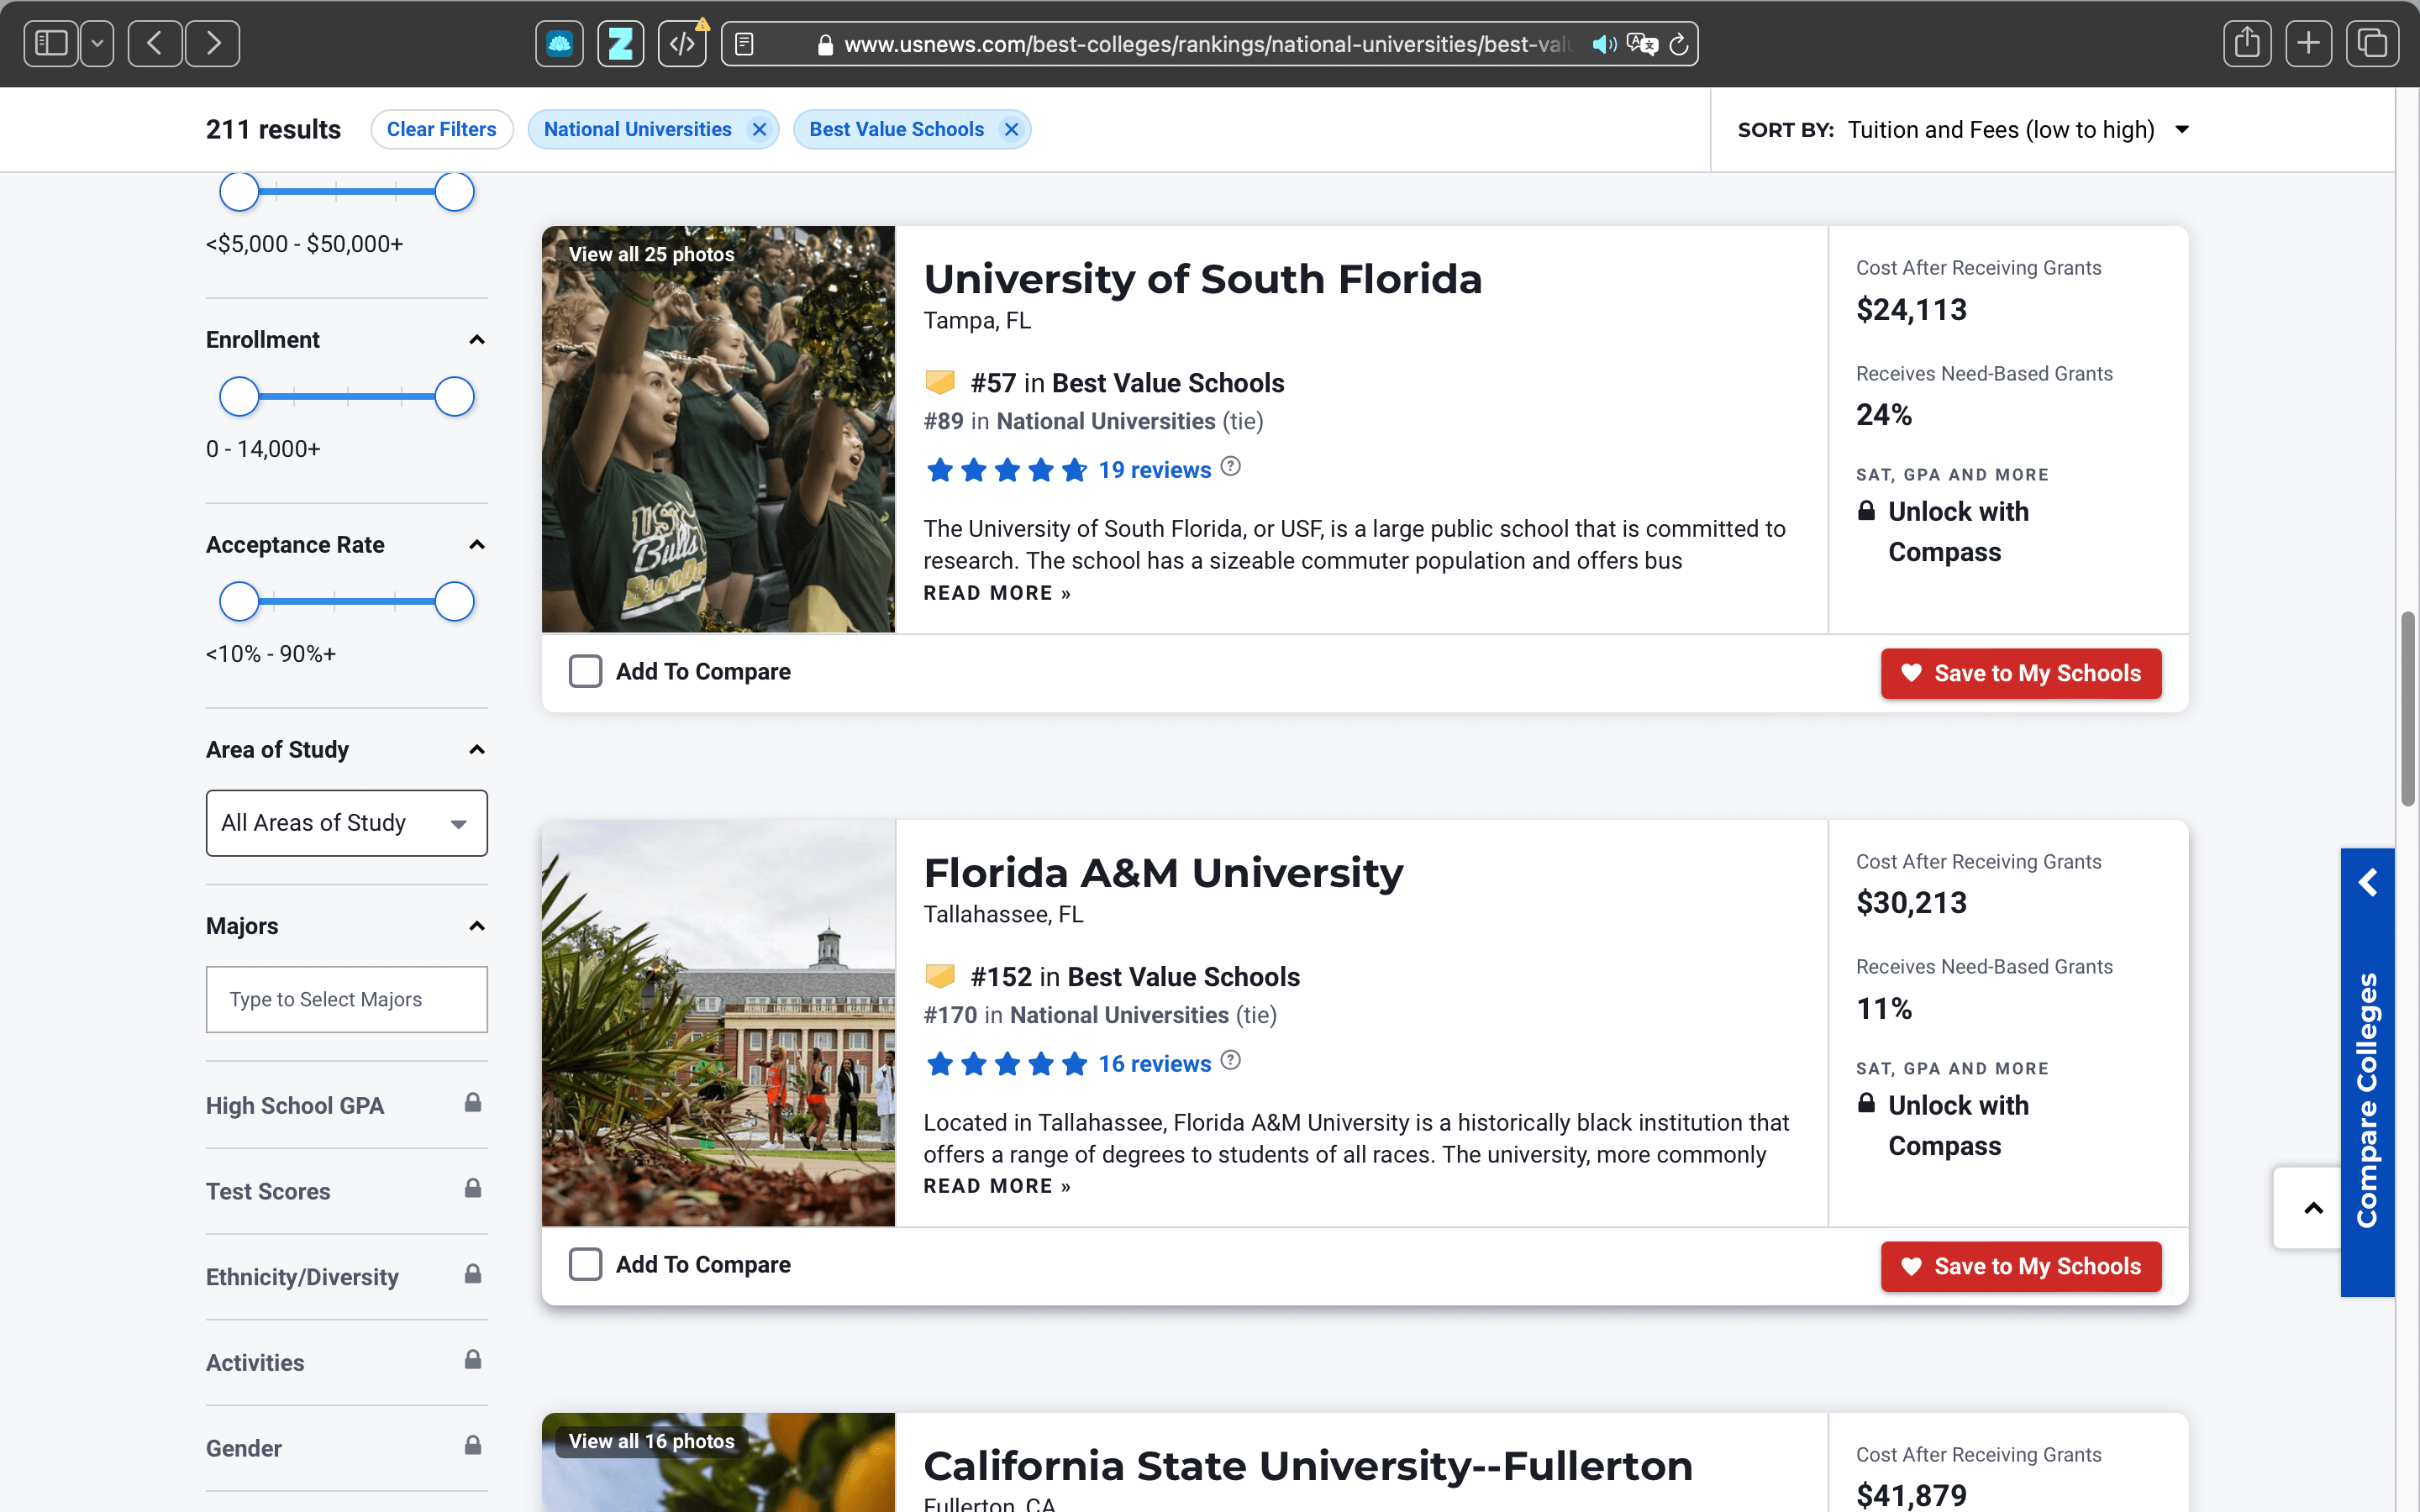 www.usnews.com/best-colleges/rankings/national-universities/best-valu
211 results
Clear Filters
National Universities
Best Value Schools
SORT BY: Tuition and Fees (low to high)
<$5,000 - $50,000+
Enrollment
0 - 14,000+
Acceptance Rate
<10% - 90%+
Area of Study
All Areas of Study
Majors
Type to Select Majors
High School GPA
Test Scores
Ethnicity/Diversity
Activities
Gender
View all 25 photos
USF
Bulls
University of South Florida
Tampa, FL
#57 in Best Value Schools
#89 in National Universities (tie)
19 reviews
The University of South Florida, or USF, is a large public school that is committed to
research. The school has a sizeable commuter population and offers bus
READ MORE »
Cost After Receiving Grants
$24,113
Receives Need-Based Grants
24%
SAT, GPA AND MORE
Unlock with
Compass
Add To Compare
Save to My Schools
Florida A&M University
Tallahassee, FL
#152 in Best Value Schools
#170 in National Universities (tie)
16 reviews
Located in Tallahassee, Florida A&M University is a historically black institution that
offers a range of degrees to students of all races. The university, more commonly
READ MORE »
Cost After Receiving Grants
$30,213
Receives Need-Based Grants
11%
SAT, GPA AND MORE
Unlock with
Compass
Add To Compare
Save to My Schools
View all 16 photos
California State University--Fullerton
Fullerton, CA
Cost After Receiving Grants
$41,879
Compare Colleges